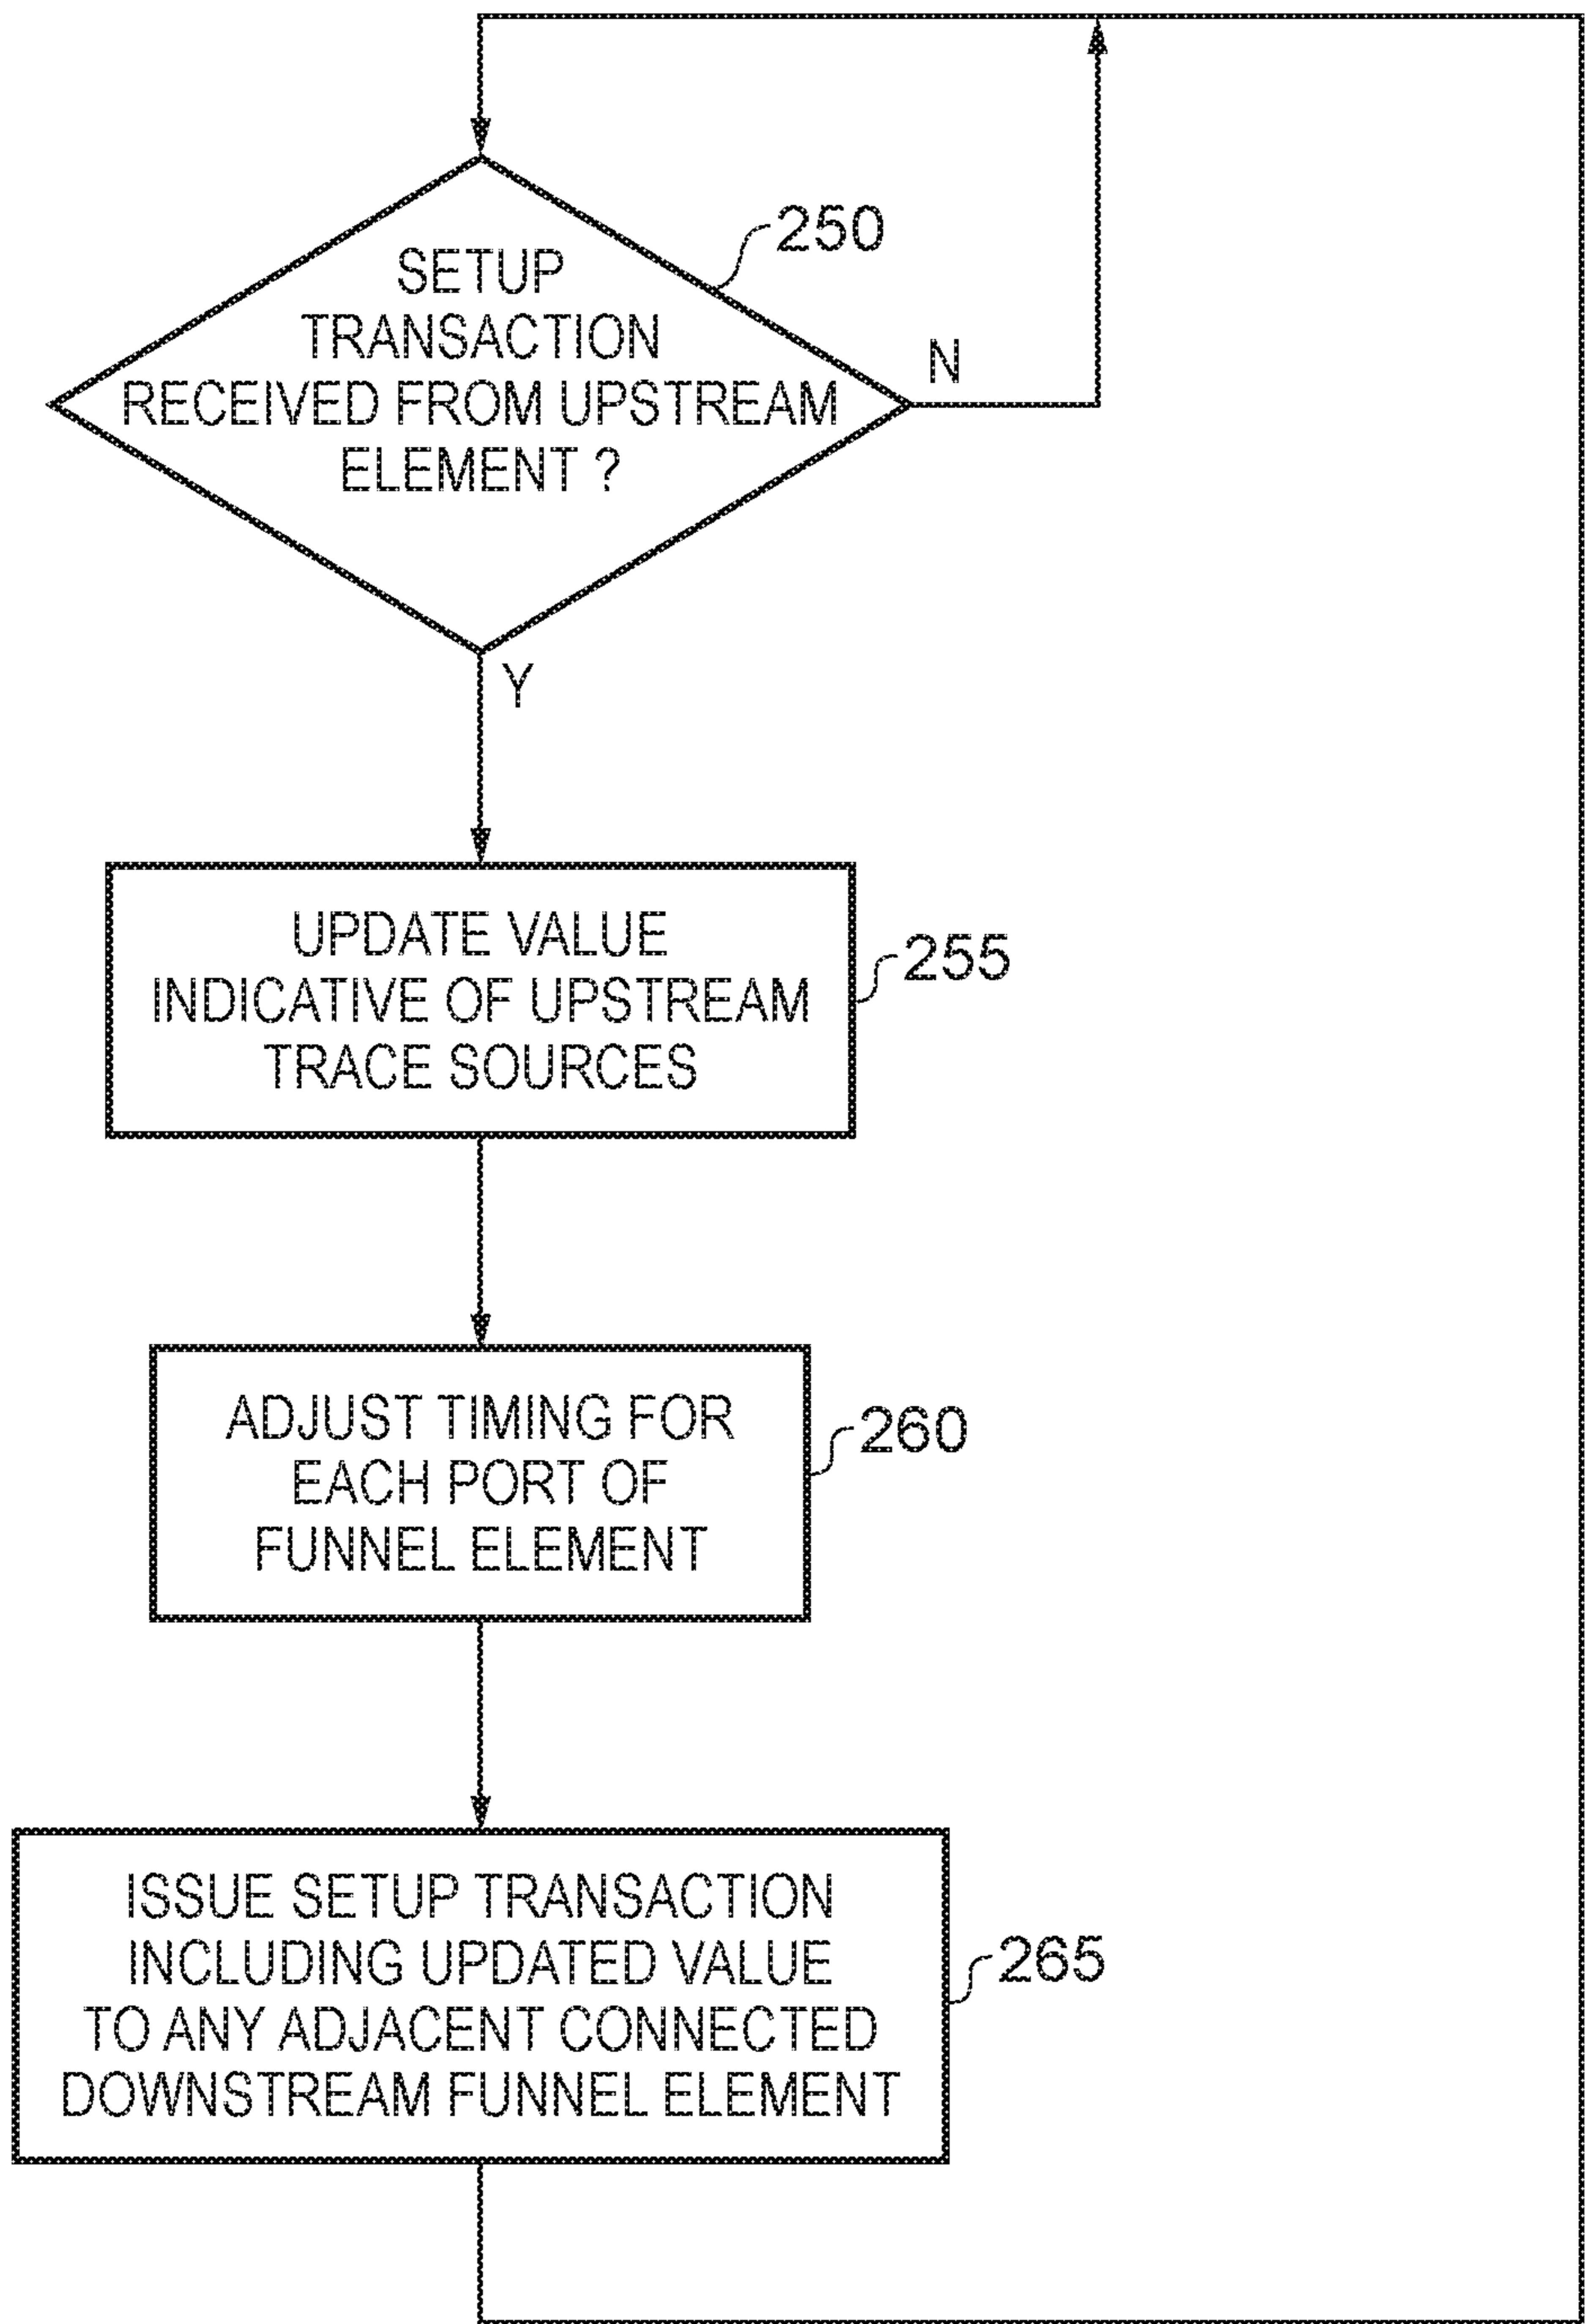 250
SETUP
TRANSACTION
RECEIVED FROM UPSTREAM
ELEMENT ?
N
Y
UPDATE VALUE
INDICATIVE OF UPSTREAM
TRACE SOURCES
255
ADJUST TIMING FOR
EACH PORT OF
FUNNEL ELEMENT
260
ISSUE SETUP TRANSACTION
INCLUDING UPDATED VALUE
TO ANY ADJACENT CONNECTED
DOWNSTREAM FUNNEL ELEMENT
265